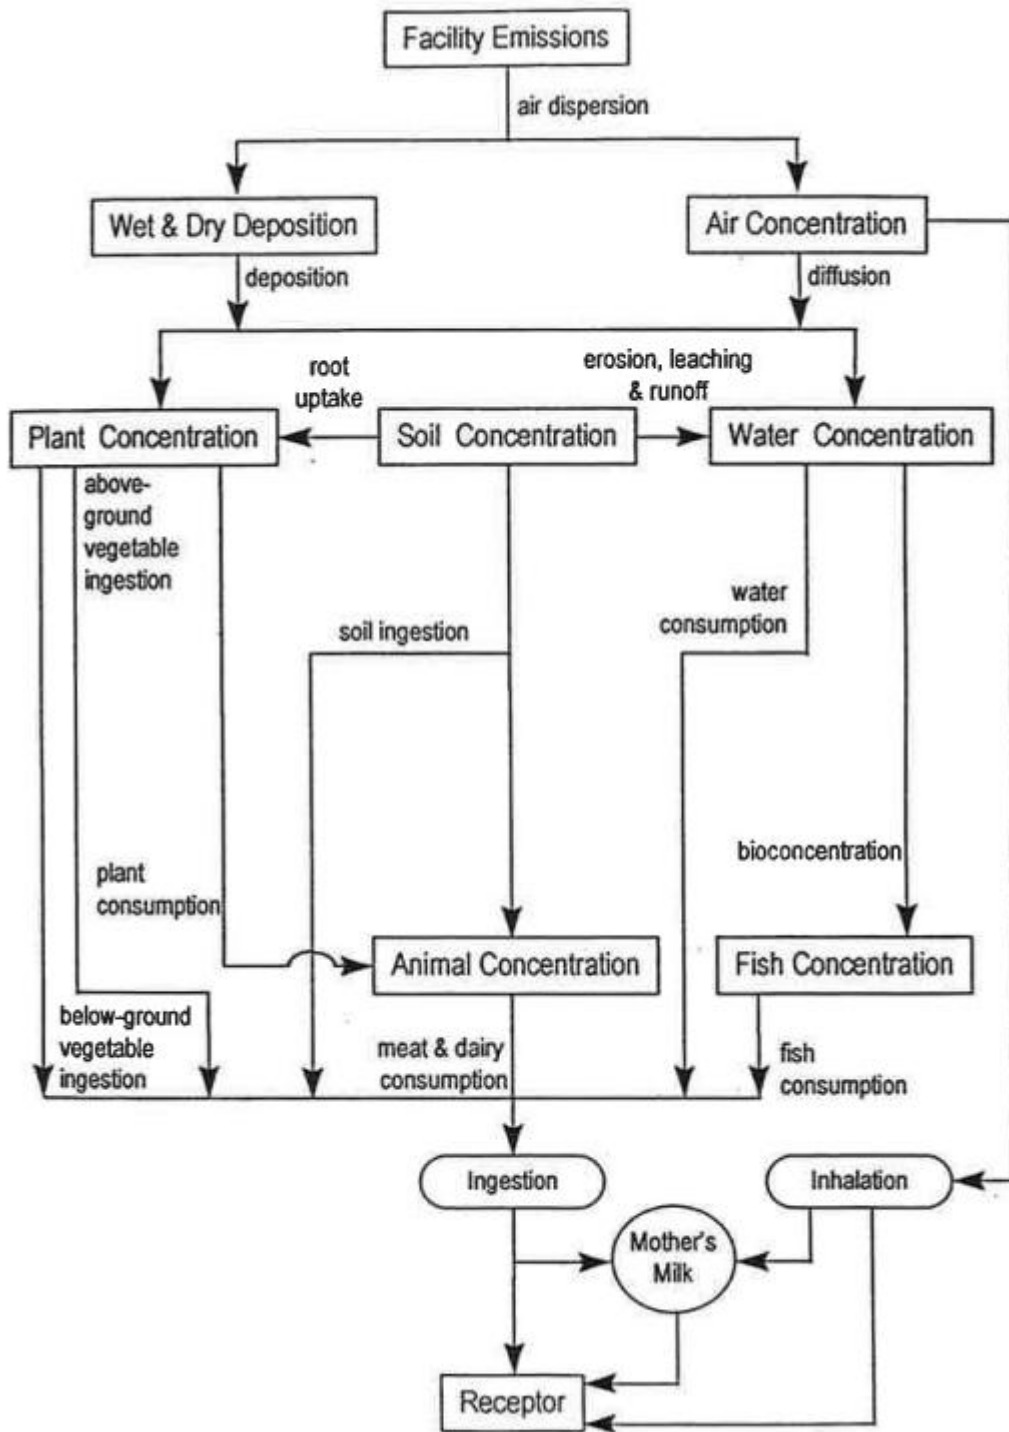 Facility Emissions
air dispersion
Wet & Dry Deposition
Air Concentration
deposition
diffusion
root
uptake
erosion, leaching
& runoff
Plant Concentration
Soil Concentration
Water Concentration
above-
ground
vegetable
ingestion
soil ingestion
water
consumption
bioconcentration
plant
consumption
Animal Concentration
Fish Concentration
below-ground
vegetable
ingestion
meat & dairy
consumption
fish
consumption
Ingestion
Inhalation
Mother's
Milk
Receptor